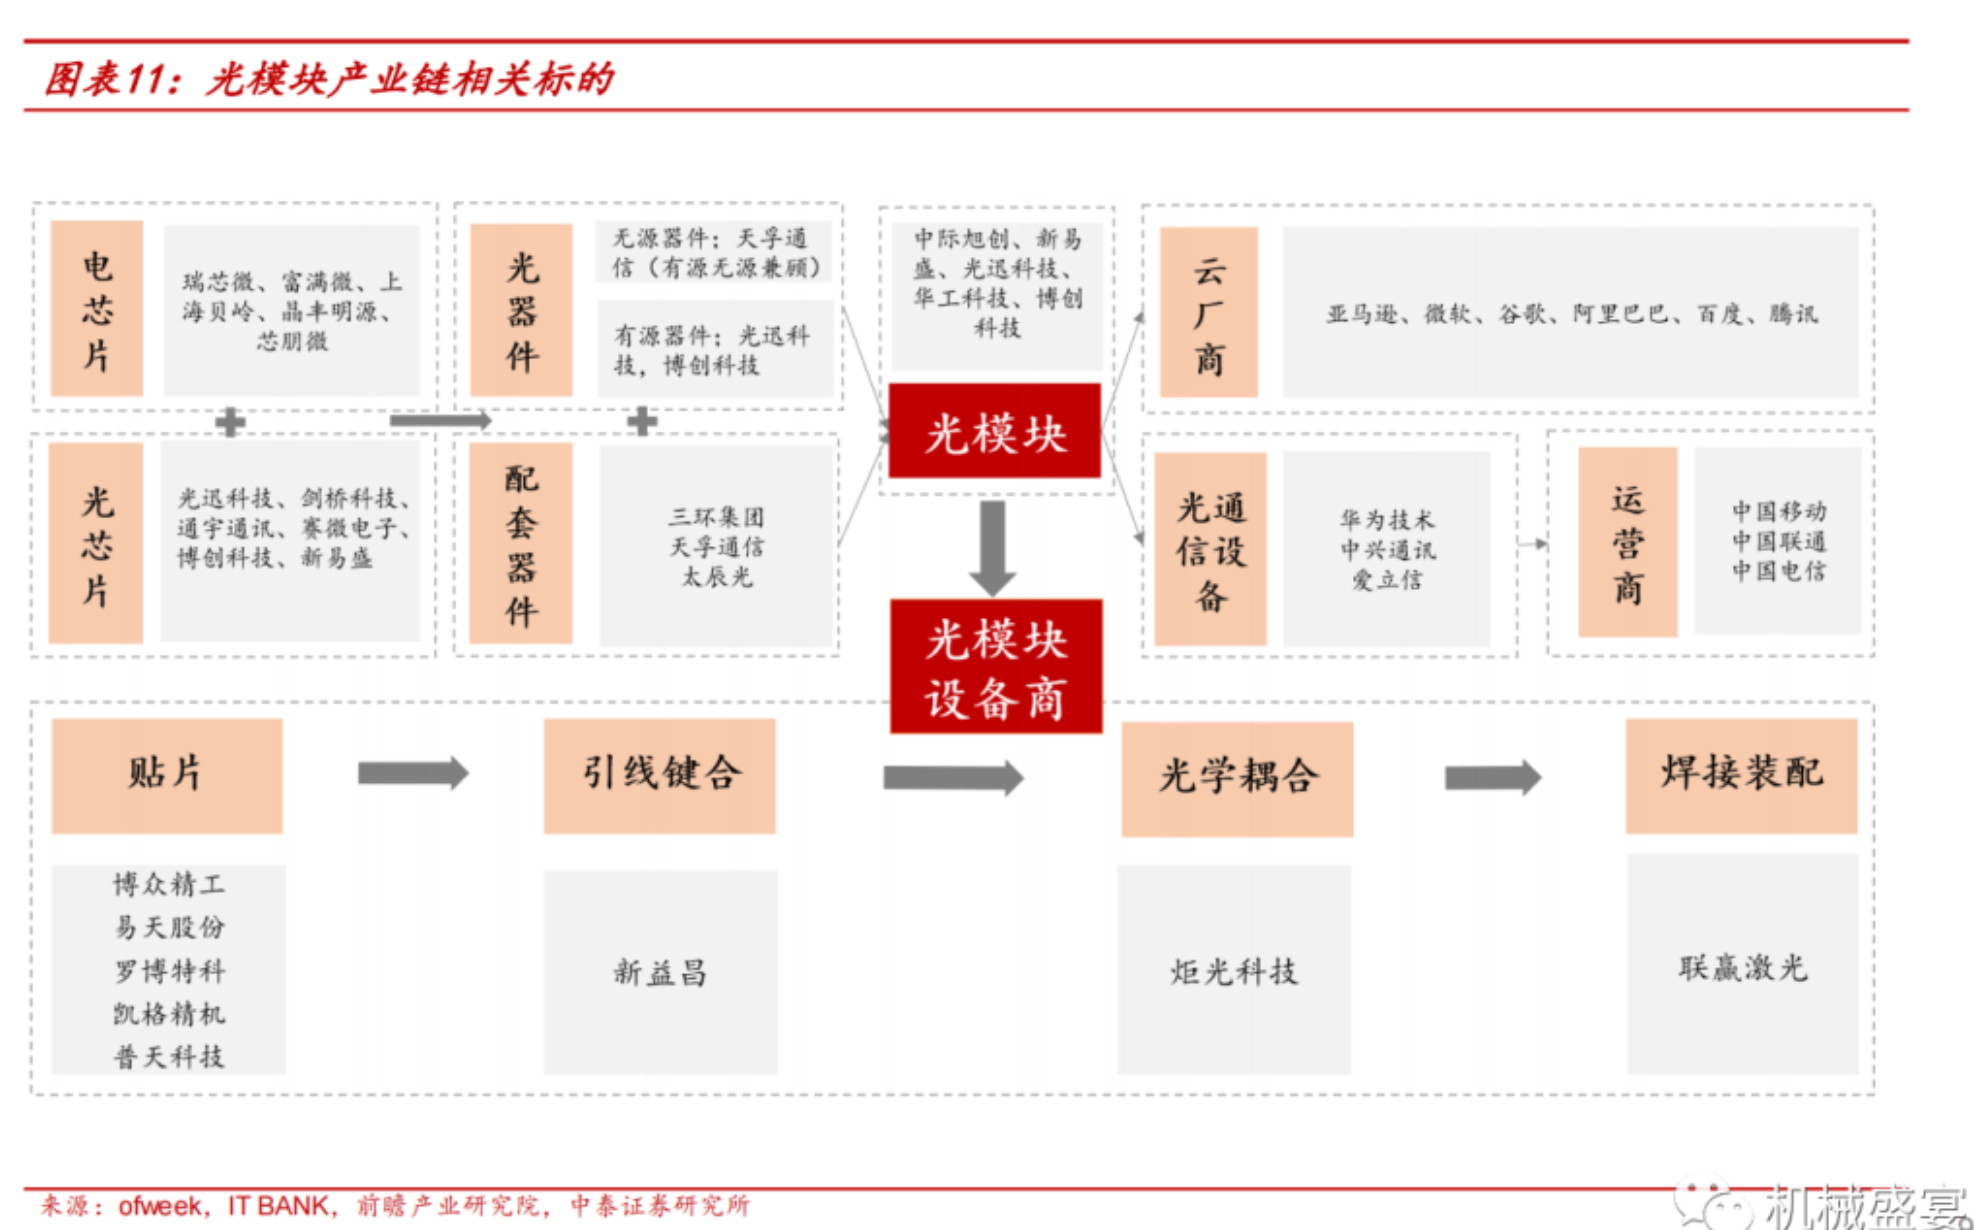 图表11：光模块产业链相关标的
电
芯
片
瑞芯微、富满微、上
海贝岭、晶丰明源、
芯朋微
光
芯
片
光迅科技、剑桥科技、
通宇通讯、赛微电子、
博创科技、新易盛
光
器
件
无源器件：天孚通
信（有源无源兼顾）
有源器件：光迅科
技，博创科技
配
套
器
件
三环集团
天孚通信
太辰光
中际旭创、新易
盛、光迅科技、
华工科技、博创
科技
光模块
云
厂
商
亚马逊、微软、谷歌、阿里巴巴、百度、腾讯
光通
信设
备
华为技术
中兴通讯
爱立信
运
营
商
中国移动
中国联通
中国电信
光模块
设备商
贴片
引线键合
光学耦合
焊接装配
博众精工
易天股份
罗博特科
凯格精机
普天科技
新益昌
炬光科技
联赢激光
来源：ofweek，IT BANK，前瞻产业研究院，中泰证券研究所
机械盛宴